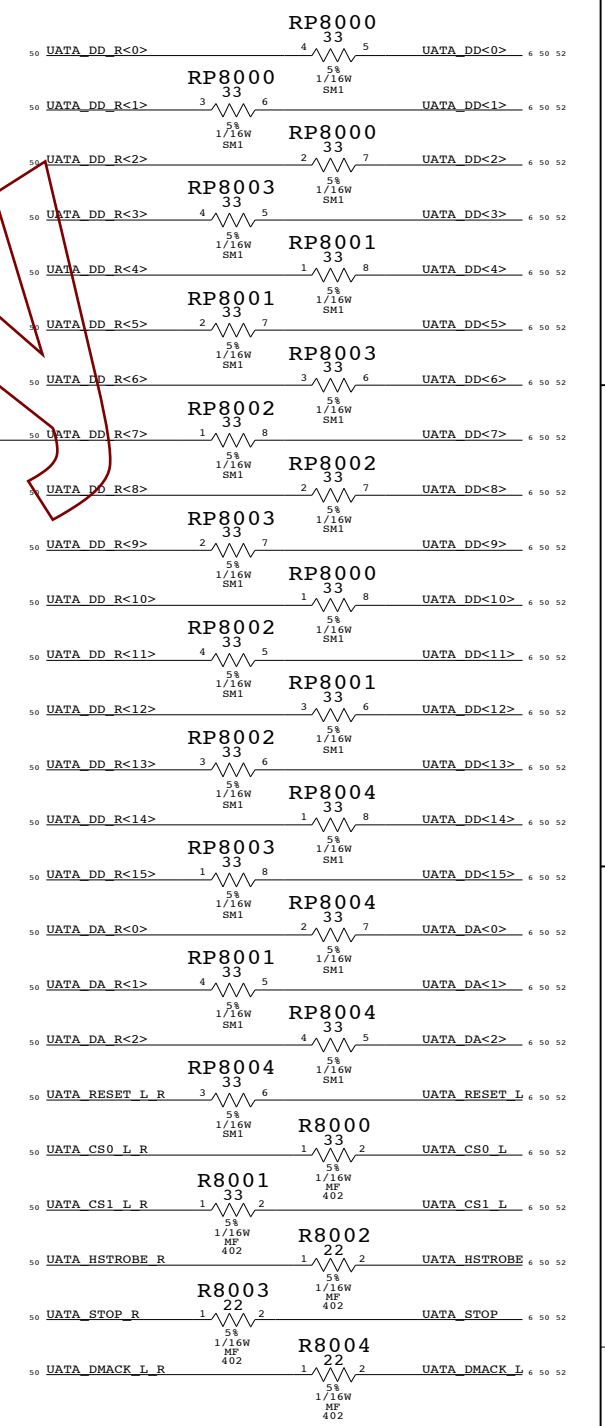 RP8000
33
50 UATA_DD_R<0> 4 5 UATA_DD<0> 6 50 52
5%
1/16W
SM1
RP8000
33
50 UATA_DD_R<1> 3 6 UATA_DD<1> 6 50 52
5%
1/16W
SM1
RP8000
33
50 UATA_DD_R<2> 2 7 UATA_DD<2> 6 50 52
5%
1/16W
SM1
RP8003
33
50 UATA_DD_R<3> 4 5 UATA_DD<3> 6 50 52
5%
1/16W
SM1
RP8001
33
50 UATA_DD_R<4> 1 8 UATA_DD<4> 6 50 52
5%
1/16W
SM1
RP8001
33
50 UATA_DD_R<5> 2 7 UATA_DD<5> 6 50 52
5%
1/16W
SM1
RP8003
33
50 UATA_DD_R<6> 3 6 UATA_DD<6> 6 50 52
5%
1/16W
SM1
RP8002
33
50 UATA_DD_R<7> 1 8 UATA_DD<7> 6 50 52
5%
1/16W
SM1
RP8002
33
50 UATA_DD_R<8> 2 7 UATA_DD<8> 6 50 52
5%
1/16W
SM1
RP8003
33
50 UATA_DD_R<9> 2 7 UATA_DD<9> 6 50 52
5%
1/16W
SM1
RP8000
33
50 UATA_DD_R<10> 1 8 UATA_DD<10> 6 50 52
5%
1/16W
SM1
RP8002
33
50 UATA_DD_R<11> 4 5 UATA_DD<11> 6 50 52
5%
1/16W
SM1
RP8001
33
50 UATA_DD_R<12> 3 6 UATA_DD<12> 6 50 52
5%
1/16W
SM1
RP8002
33
50 UATA_DD_R<13> 3 6 UATA_DD<13> 6 50 52
5%
1/16W
SM1
RP8004
33
50 UATA_DD_R<14> 1 8 UATA_DD<14> 6 50 52
5%
1/16W
SM1
RP8003
33
50 UATA_DD_R<15> 1 8 UATA_DD<15> 6 50 52
5%
1/16W
SM1
RP8004
33
50 UATA_DA_R<0> 2 7 UATA_DA<0> 6 50 52
5%
1/16W
SM1
RP8001
33
50 UATA_DA_R<1> 4 5 UATA_DA<1> 6 50 52
5%
1/16W
SM1
RP8004
33
50 UATA_DA_R<2> 4 5 UATA_DA<2> 6 50 52
5%
1/16W
SM1
RP8004
33
50 UATA_RESET_L_R 3 6 UATA_RESET_L 6 50 52
5%
1/16W
SM1
R8000
33
50 UATA_CS0_L_R 1 2 UATA_CS0_L 6 50 52
5%
1/16W
MF
402
R8001
33
50 UATA_CS1_L_R 1 2 UATA_CS1_L 6 50 52
5%
1/16W
MF
402
R8002
22
50 UATA_HSTROBE_R 1 2 UATA_HSTROBE 6 50 52
5%
1/16W
MF
402
R8003
22
50 UATA_STOP_R 1 2 UATA_STOP 6 50 52
5%
1/16W
MF
402
R8004
22
50 UATA_DMACK_L_R 1 2 UATA_DMACK_L 6 50 52
5%
1/16W
MF
402